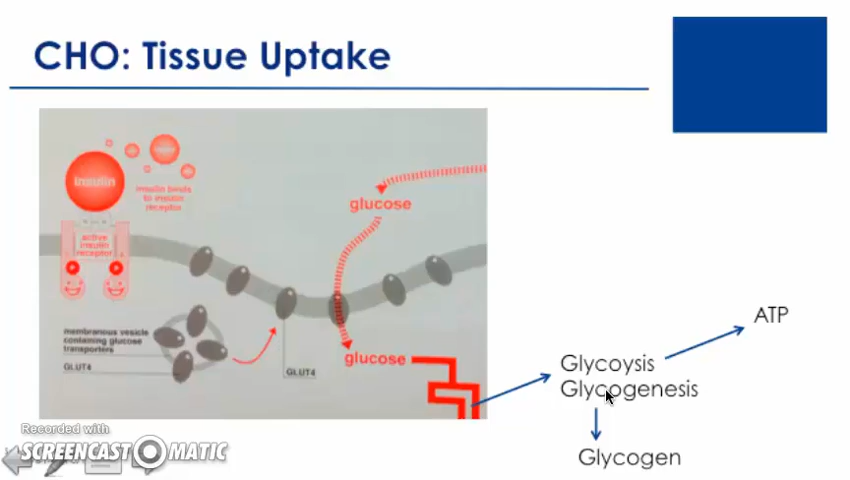 CHO: Tissue Uptake
insulin
insulin binds
to insulin
receptor
active
insulin
receptor
glucose
membranous vesicle
containing glucose
transporters
GLUT4
GLUT4
glucose
ATP
Glycoysis
Glycogenesis
Glycogen
Recorded with
SCREENCAST MATIC